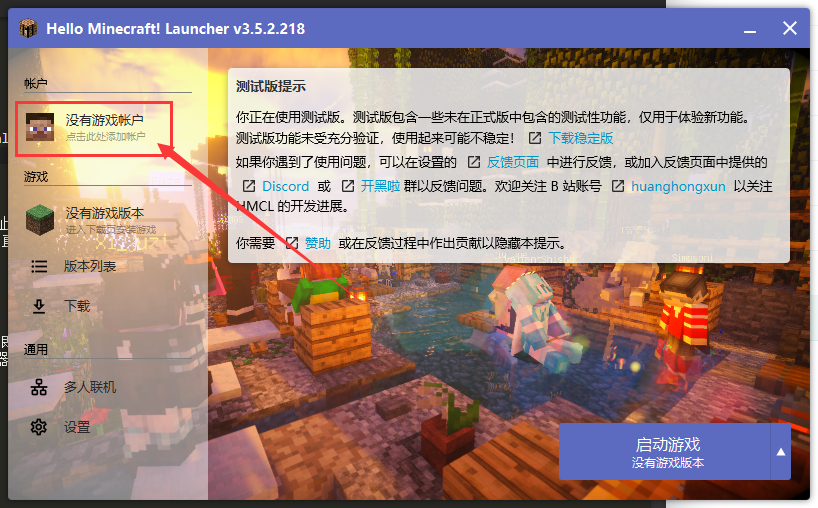 Hello Minecraft! Launcher v3.5.2.218
帐户
没有游戏帐户
点击此处添加帐户
游戏
没有游戏版本
进入下载页安装游戏
版本列表
下载
通用
多人联机
设置
测试版提示
你正在使用测试版。测试版包含一些未在正式版中包含的测试性功能，仅用于体验新功能。
测试版功能未受充分验证，使用起来可能不稳定！ 下载稳定版
如果你遇到了使用问题，可以在设置的 反馈页面 中进行反馈，或加入反馈页面中提供的
Discord 或 开黑啦 群以反馈问题。欢迎关注 B 站账号 huanghongxun 以关注
HMCL 的开发进展。
你需要 赞助 或在反馈过程中作出贡献以隐藏本提示。
启动游戏
没有游戏版本